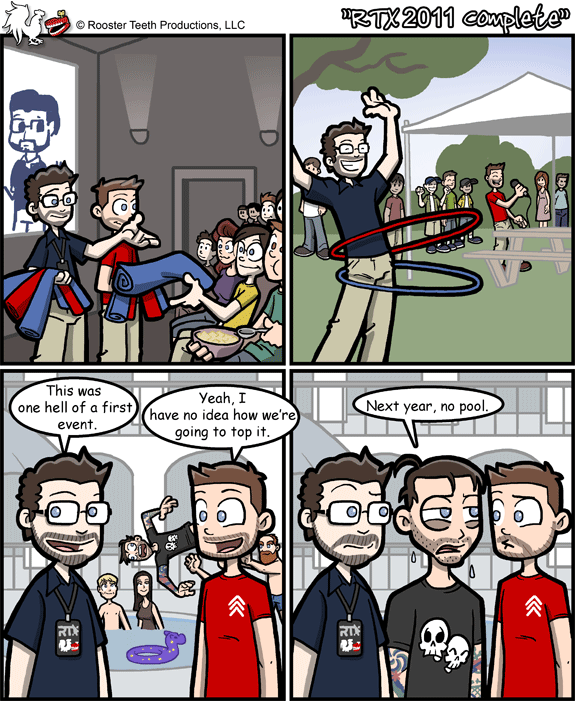 © Rooster Teeth Productions, LLC
"RTX 2011 complete"
This was
one hell of a first
event.
Yeah, I
have no idea how we're
going to top it.
RTX
Next year, no pool.
RTX